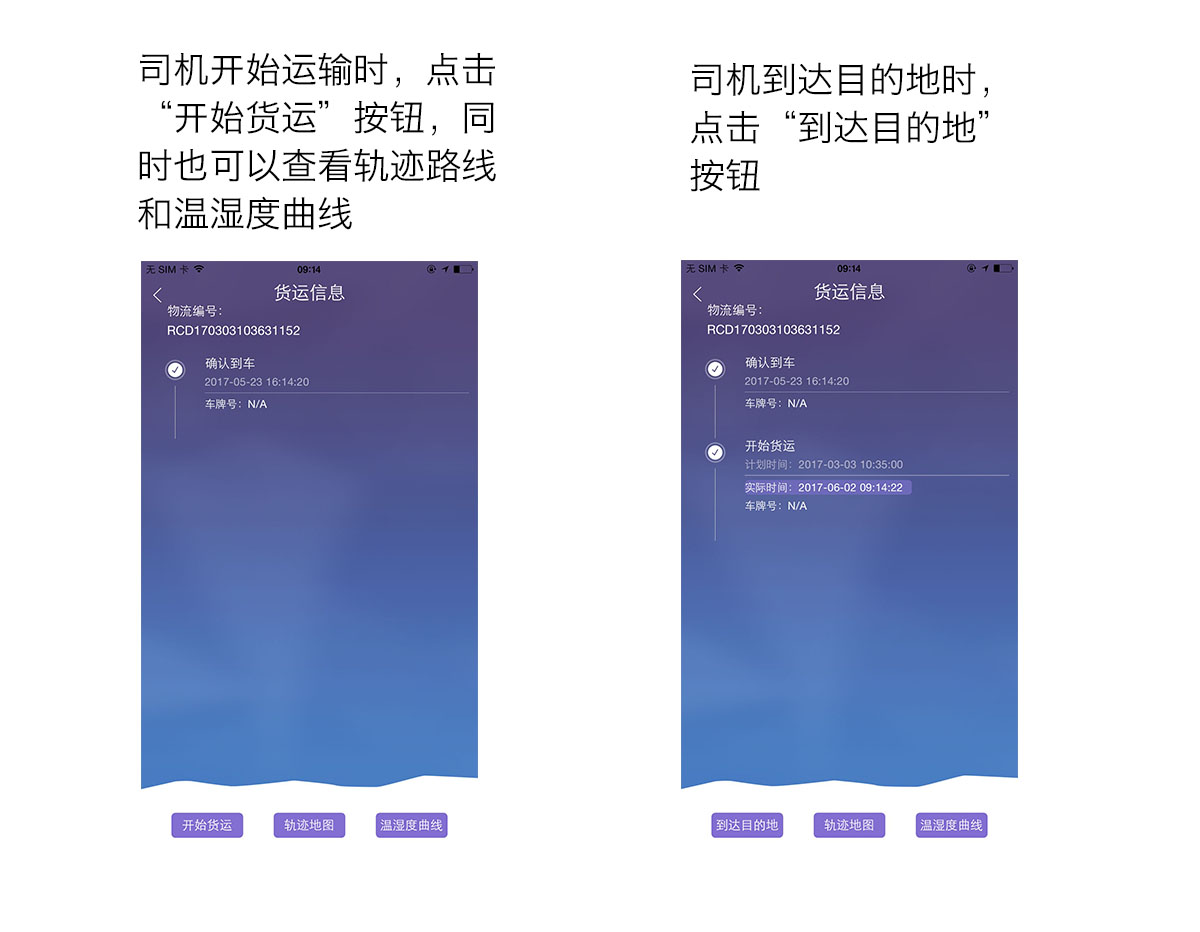 司机开始运输时，点击
“开始货运”按钮，同
时也可以查看轨迹路线
和温湿度曲线
无 SIM 卡
09:14
货运信息
物流编号：
RCD170303103631152
确认到车
2017-05-23 16:14:20
车牌号：N/A
开始货运
轨迹地图
温湿度曲线
司机到达目的地时，
点击“到达目的地”
按钮
无 SIM 卡
09:14
货运信息
物流编号：
RCD170303103631152
确认到车
2017-05-23 16:14:20
车牌号：N/A
开始货运
计划时间：2017-03-03 10:35:00
实际时间：2017-06-02 09:14:22
车牌号：N/A
到达目的地
轨迹地图
温湿度曲线